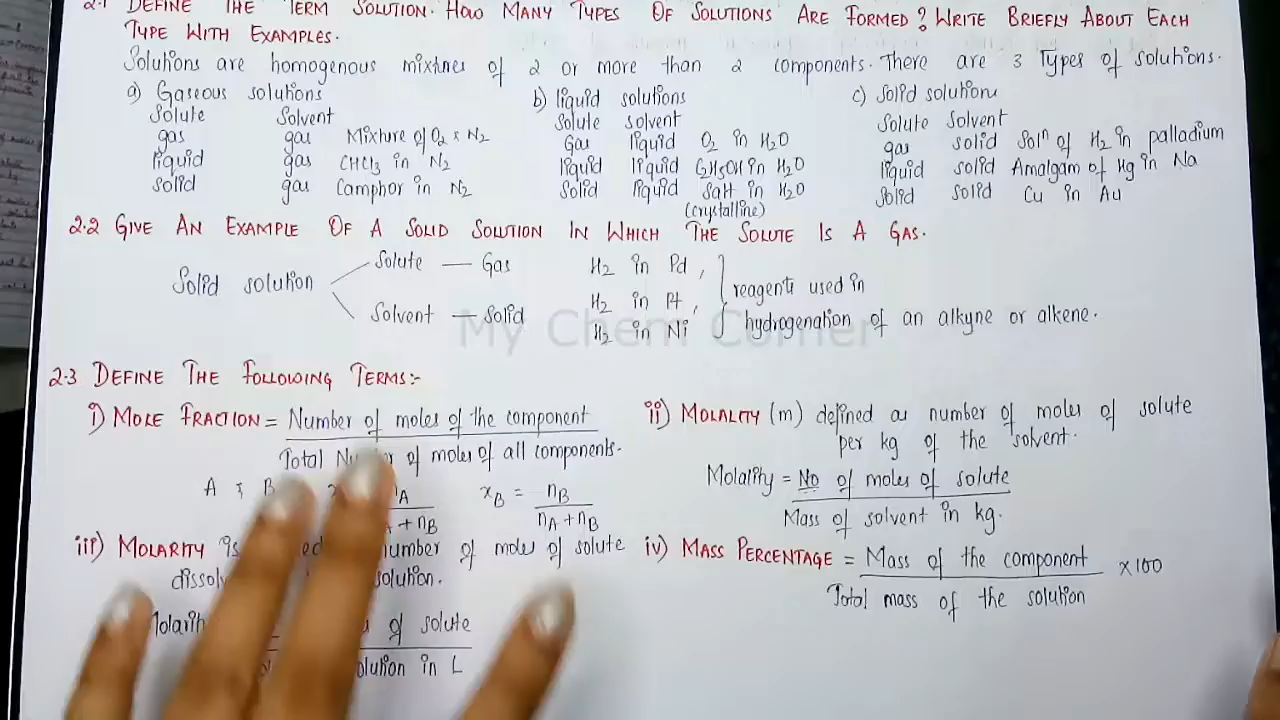 2.1 DEFINE THE TERM SOLUTION. HOW MANY TYPES OF SOLUTIONS ARE FORMED? WRITE BRIEFLY ABOUT EACH
TYPE WITH EXAMPLES.
Solutions are homogenous mixtures of 2 or more than 2 components. There are 3 Types of solutions.
a) Gaseous solutions
Solute Solvent
gas gas Mixture of O2 & N2
liquid gas CHCl3 in N2
solid gas Camphor in N2
b) liquid solutions
Solute solvent
Gas liquid O2 in H2O
liquid liquid C2H5OH in H2O
Solid liquid Salt in H2O
(crystalline)
c) Solid solution
Solute Solvent
gas solid Solⁿ of H2 in palladium
liquid solid Amalgam of Hg in Na
Solid Solid Cu in Au
2.2 GIVE AN EXAMPLE OF A SOLID SOLUTION IN WHICH THE SOLUTE IS A GAS.
Solid solution
Solute — Gas
Solvent — Solid
H2 in Pd,
H2 in Pt,
H2 in Ni
reagents used in
hydrogenation of an alkyne or alkene.
My Chem Corner
2.3 DEFINE THE FOLLOWING TERMS:-
i) MOLE FRACTION = Number of moles of the component
Total of moles of all components.
A & B nA xB = nB
+ nB nA + nB
ii) MOLALITY (m) defined as number of moles of solute
per kg of the solvent.
Molality = No of moles of solute
Mass of solvent in kg.
iii) MOLARITY number of moles of solute
solution.
of solute
in L
iv) MASS PERCENTAGE = Mass of the component × 100
Total mass of the solution